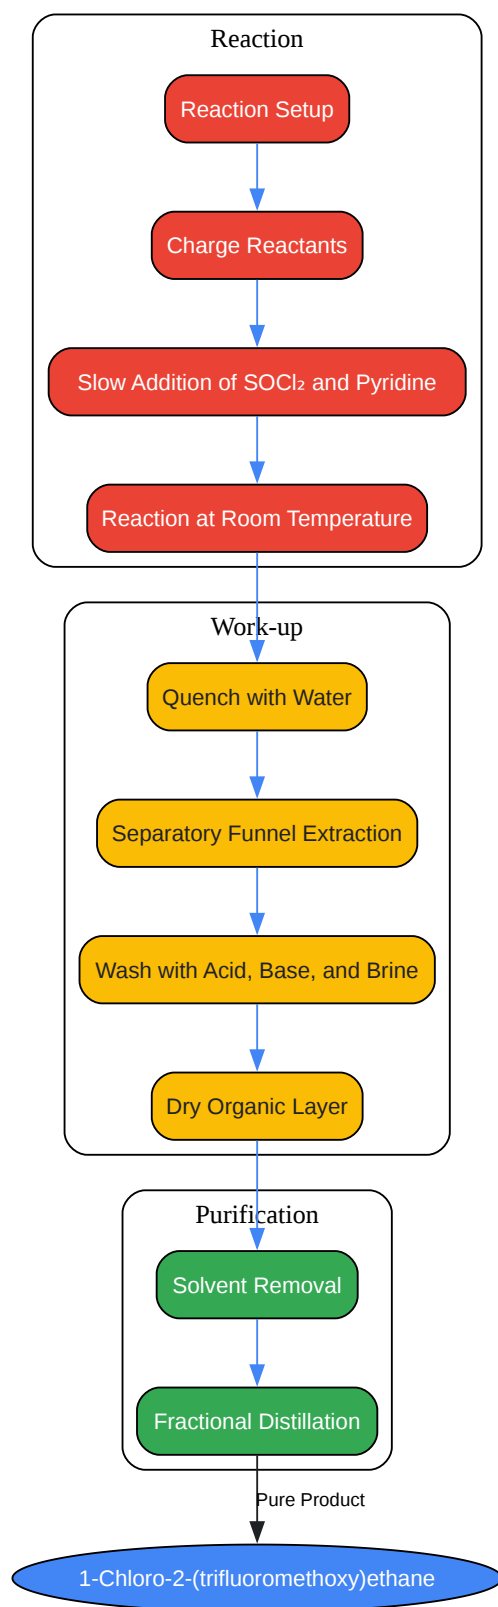 Reaction
Reaction Setup
Charge Reactants
Slow Addition of SOCl₂ and Pyridine
Reaction at Room Temperature
Work-up
Quench with Water
Separatory Funnel Extraction
Wash with Acid, Base, and Brine
Dry Organic Layer
Purification
Solvent Removal
Fractional Distillation
Pure Product
1-Chloro-2-(trifluoromethoxy)ethane